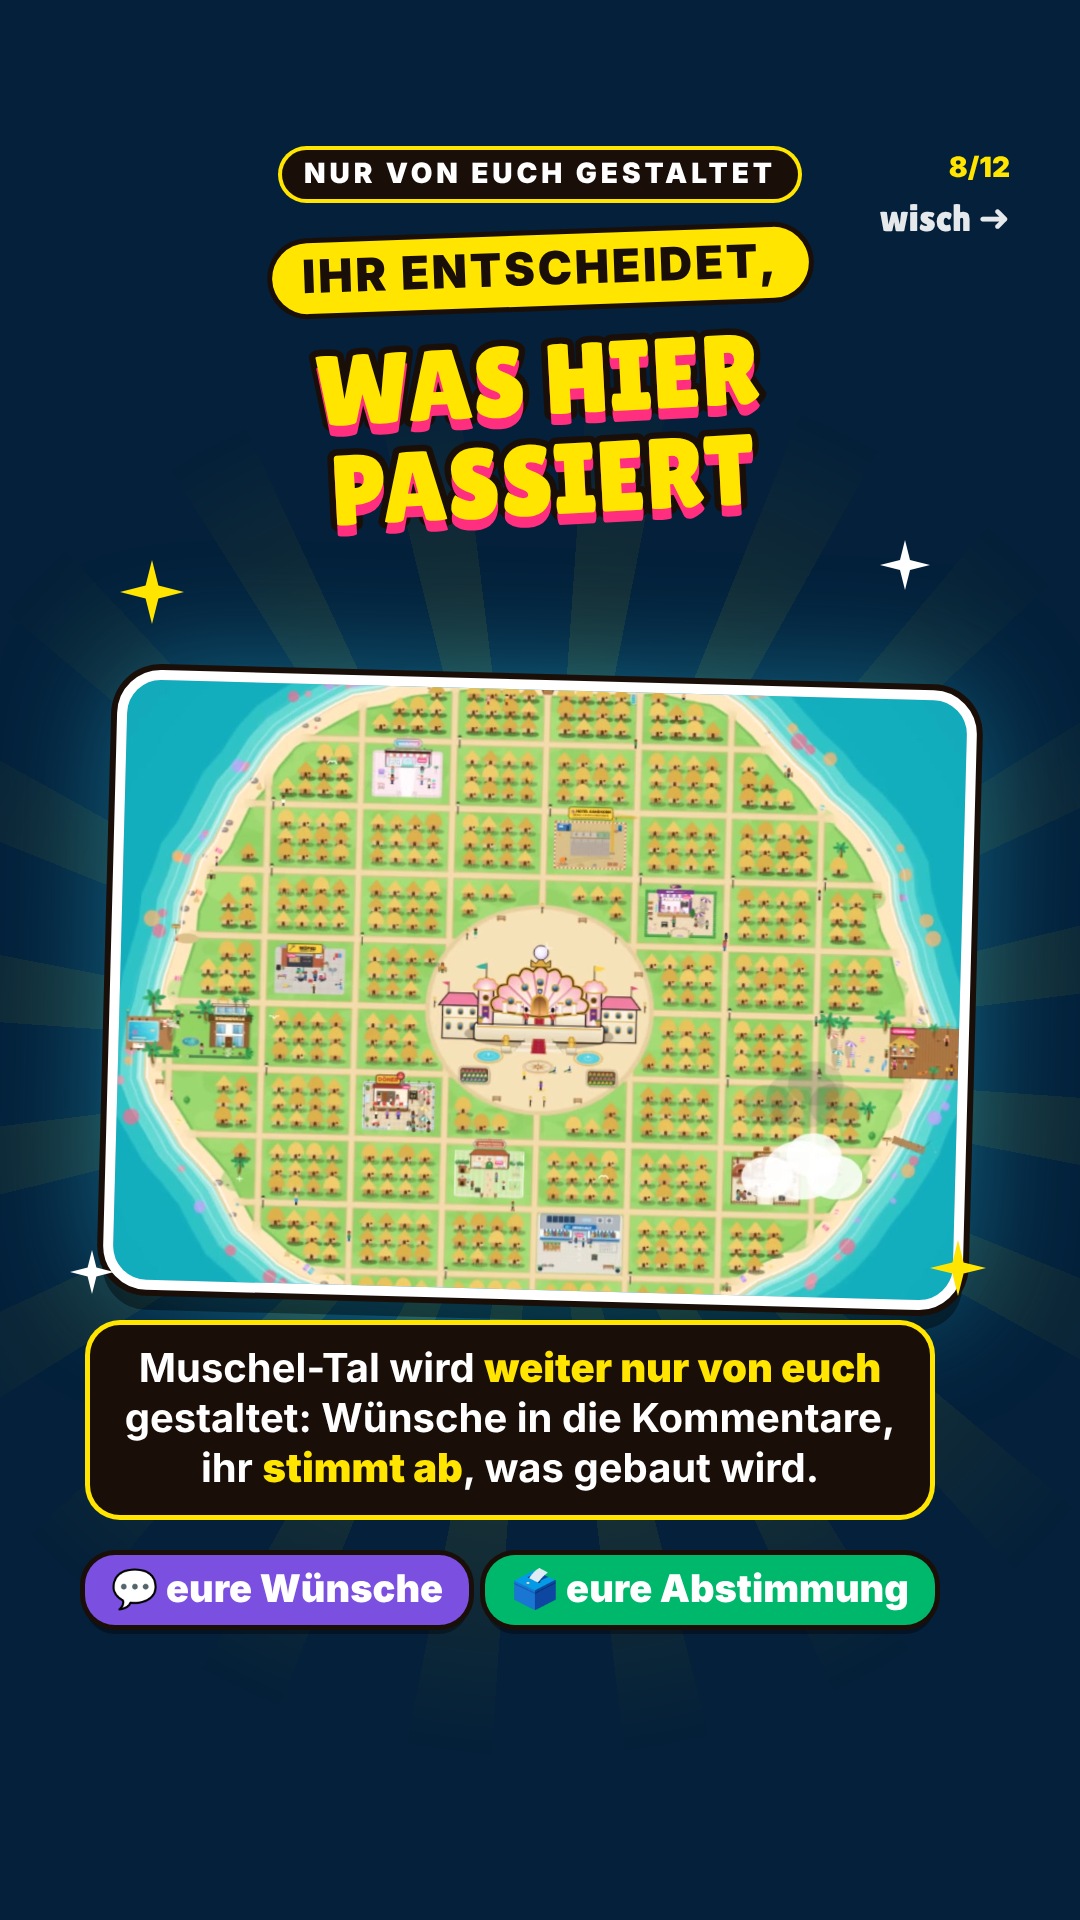 NUR VON EUCH GESTALTET
8/12
wisch →
IHR ENTSCHEIDET,
WAS HIER
PASSIERT
DÖNER
Muschel-Tal wird weiter nur von euch
gestaltet: Wünsche in die Kommentare,
ihr stimmt ab, was gebaut wird.
💬 eure Wünsche
🗳️ eure Abstimmung